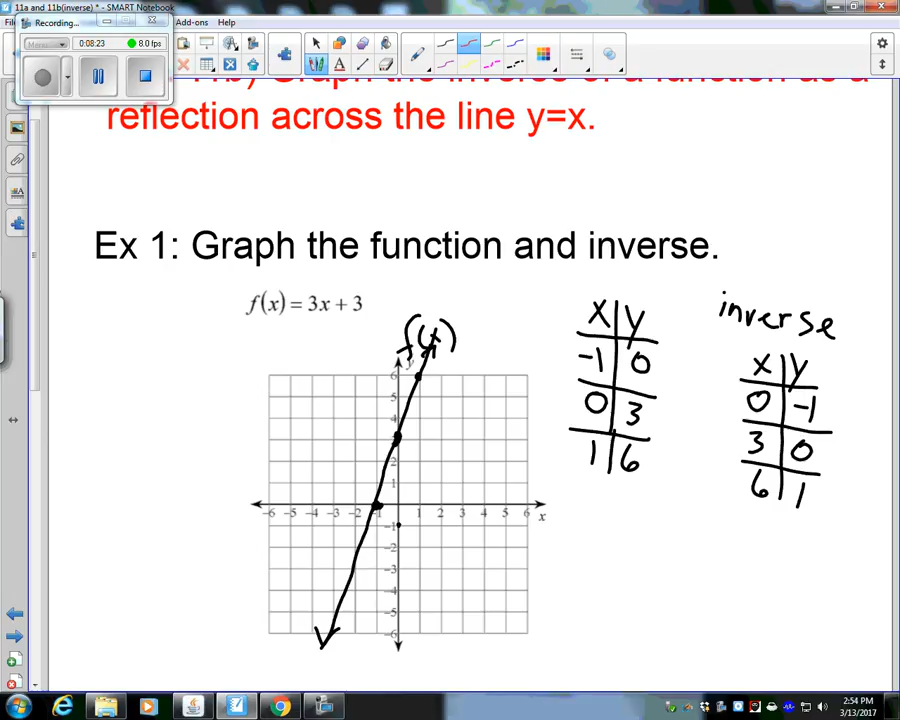 11a and 11b(inverse) * - SMART Notebook
Recording...
Add-ons Help
Menu
0:08:23 8.0 fps
reflection across the line y=x.
Ex 1: Graph the function and inverse.
f(x) = 3x + 3
f(x)
y
6
5
4
2
1
-6 -5 -4 -3 -2 -1 1 2 3 4 5 6
x
-1
-2
-3
-4
-5
-6
x y
-1 0
0 3
1 6
inverse
x y
0 -1
3 0
6 1
2:54 PM
3/13/2017